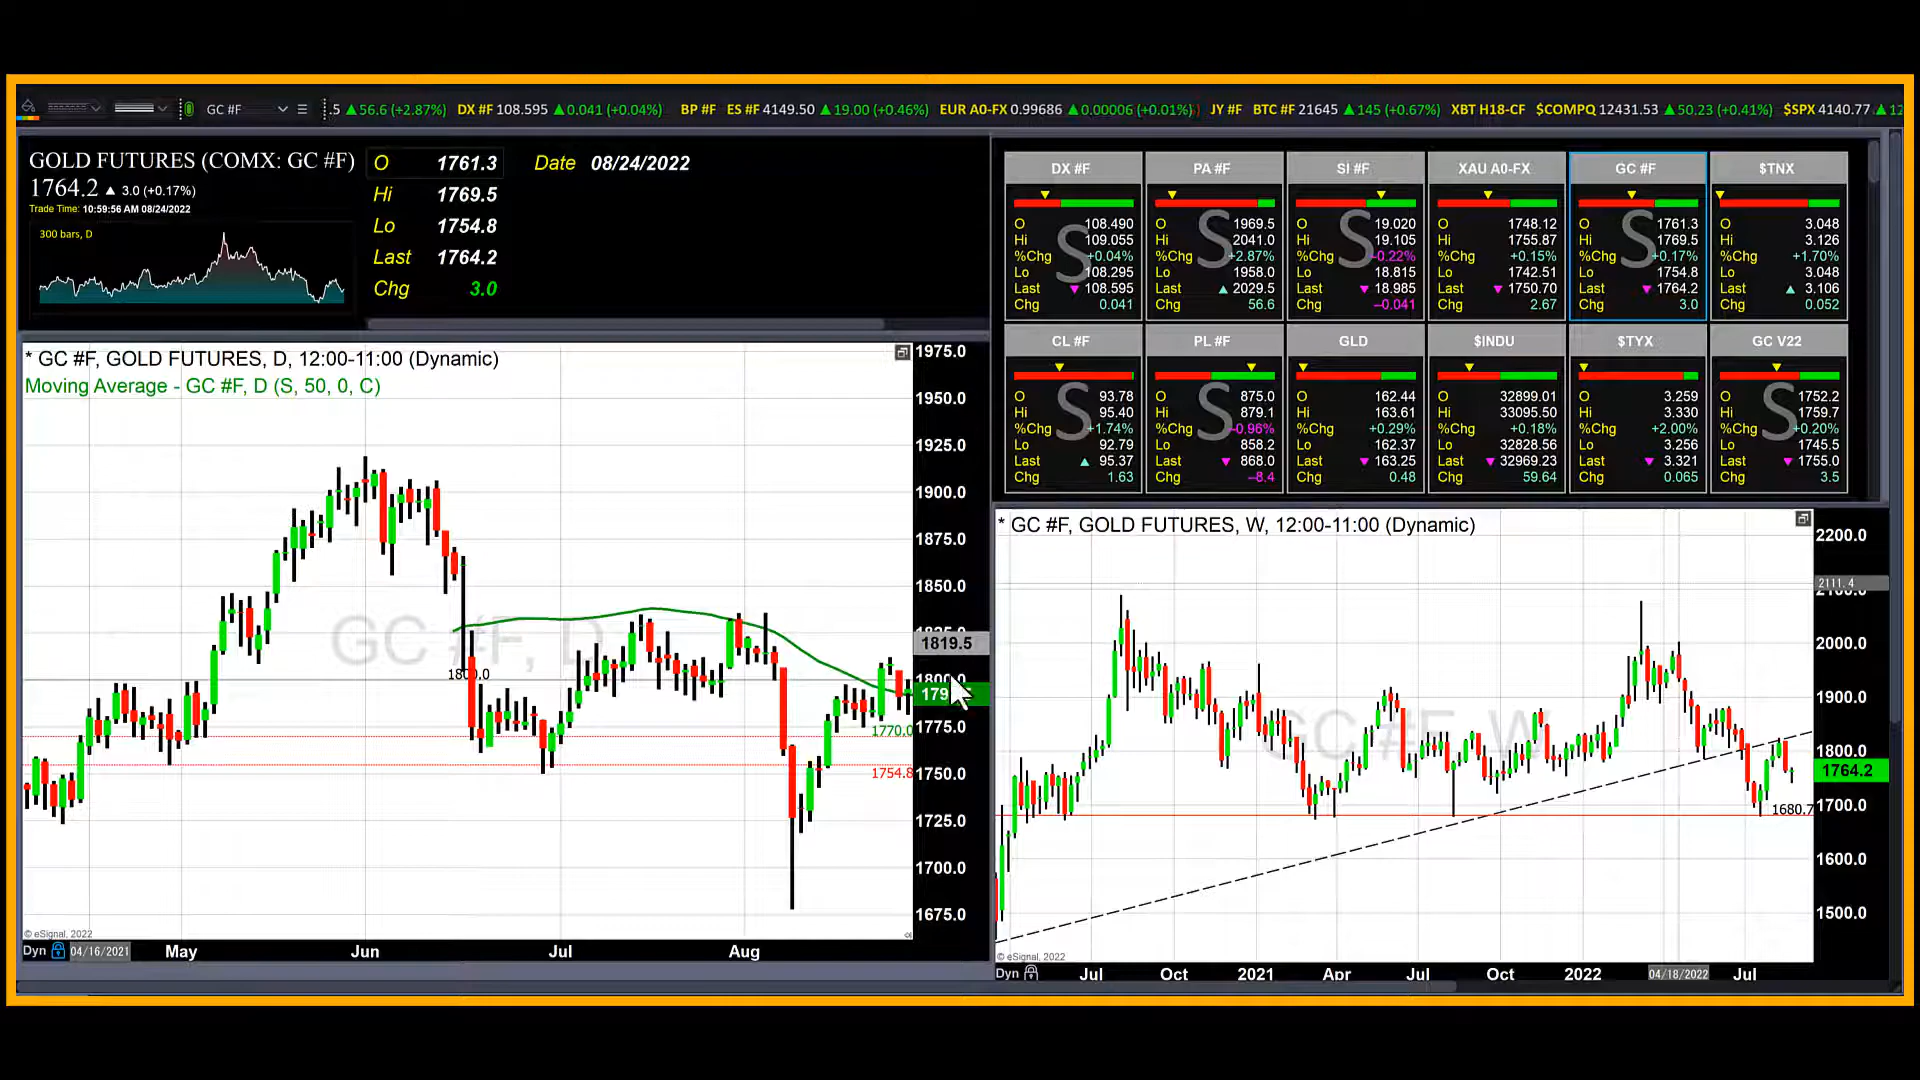 GC #F
.5 ▲56.6 (+2.87%) DX #F 108.595 ▲0.041 (+0.04%) BP #F ES #F 4149.50 ▲19.00 (+0.46%) EUR A0-FX 0.99686 ▲0.00006 (+0.01%) JY #F BTC #F 21645 ▲145 (+0.67%) XBT H18-CF $COMPQ 12431.53 ▲50.23 (+0.41%) $SPX 4140.77 ▲12
GOLD FUTURES (COMX: GC #F)
1764.2 ▲ 3.0 (+0.17%)
Trade Time: 10:59:56 AM 08/24/2022
300 bars, D
O 1761.3
Hi 1769.5
Lo 1754.8
Last 1764.2
Chg 3.0
Date 08/24/2022
DX #F
O 108.490
Hi 109.055
%Chg +0.04%
Lo 108.295
Last ▼ 108.595
Chg 0.041
S
PA #F
O 1969.5
Hi 2041.0
%Chg +2.87%
Lo 1958.0
Last ▲ 2029.5
Chg 56.6
S
SI #F
O 19.020
Hi 19.105
%Chg -0.22%
Lo 18.815
Last ▼ 18.985
Chg -0.041
S
XAU A0-FX
O 1748.12
Hi 1755.87
%Chg +0.15%
Lo 1742.51
Last ▼ 1750.70
Chg 2.67
GC #F
O 1761.3
Hi 1769.5
%Chg +0.17%
Lo 1754.8
Last ▼ 1764.2
Chg 3.0
S
$TNX
O 3.048
Hi 3.126
%Chg +1.70%
Lo 3.048
Last ▲ 3.106
Chg 0.052
CL #F
O 93.78
Hi 95.40
%Chg +1.74%
Lo 92.79
Last ▲ 95.37
Chg 1.63
S
PL #F
O 875.0
Hi 879.1
%Chg -0.96%
Lo 858.2
Last ▼ 868.0
Chg -8.4
S
GLD
O 162.44
Hi 163.61
%Chg +0.29%
Lo 162.37
Last ▼ 163.25
Chg 0.48
$INDU
O 32899.01
Hi 33095.50
%Chg +0.18%
Lo 32828.56
Last ▼ 32969.23
Chg 59.64
$TYX
O 3.259
Hi 3.330
%Chg +2.00%
Lo 3.256
Last ▼ 3.321
Chg 0.065
GC V22
O 1752.2
Hi 1759.7
%Chg +0.20%
Lo 1745.5
Last ▼ 1755.0
Chg 3.5
S
* GC #F, GOLD FUTURES, D, 12:00-11:00 (Dynamic)
Moving Average - GC #F, D (S, 50, 0, C)
GC #F, D
1800.0
1770.0
1754.8
1975.0
1950.0
1925.0
1900.0
1875.0
1850.0
1819.5
1775.0
1750.0
1725.0
1700.0
1675.0
© eSignal, 2022
Dyn 04/16/2021 May Jun Jul Aug
* GC #F, GOLD FUTURES, W, 12:00-11:00 (Dynamic)
GC #F, W
1680.7
2200.0
2111.4
2000.0
1900.0
1800.0
1764.2
1700.0
1600.0
1500.0
© eSignal, 2022
Dyn Jul Oct 2021 Apr Jul Oct 2022 04/18/2022 Jul